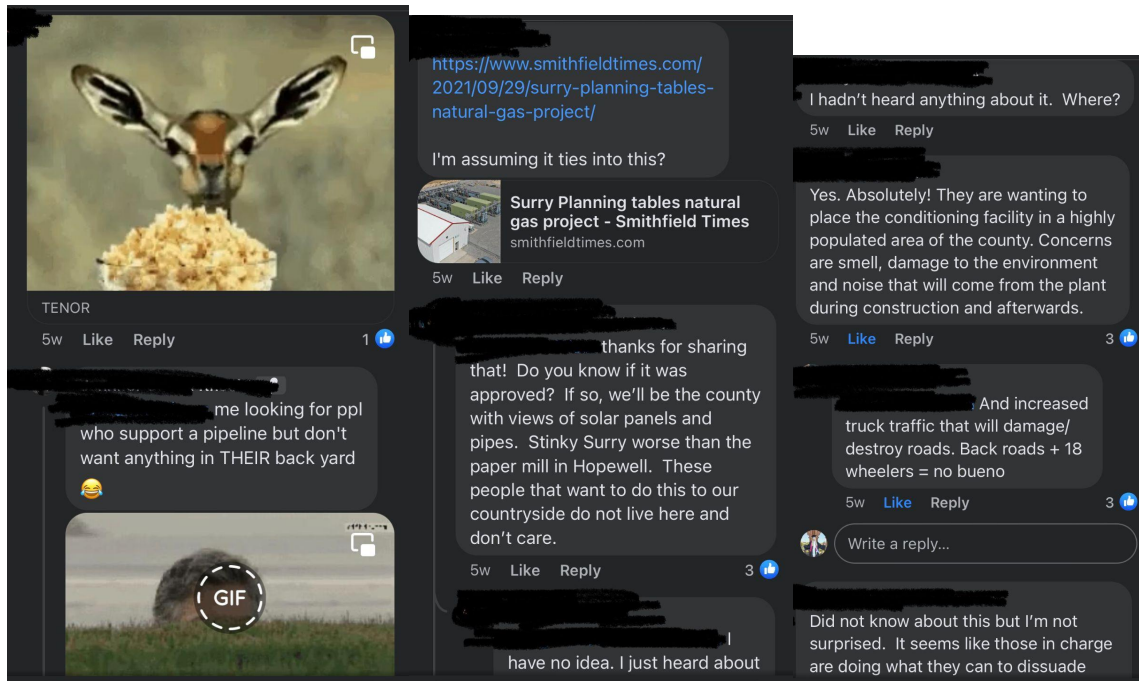 TENOR
5w Like Reply 1
me looking for ppl
who support a pipeline but don't
want anything in THEIR back yard
😂
GIF
https://www.smithfieldtimes.com/
2021/09/29/surry-planning-tables-
natural-gas-project/
I'm assuming it ties into this?
Surry Planning tables natural
gas project - Smithfield Times
smithfieldtimes.com
5w Like Reply
thanks for sharing
that! Do you know if it was
approved? If so, we'll be the county
with views of solar panels and
pipes. Stinky Surry worse than the
paper mill in Hopewell. These
people that want to do this to our
countryside do not live here and
don't care.
5w Like Reply 3
I
have no idea. I just heard about
I hadn't heard anything about it. Where?
5w Like Reply
Yes. Absolutely! They are wanting to
place the conditioning facility in a highly
populated area of the county. Concerns
are smell, damage to the environment
and noise that will come from the plant
during construction and afterwards.
5w Like Reply 3
And increased
truck traffic that will damage/
destroy roads. Back roads + 18
wheelers = no bueno
5w Like Reply 3
Write a reply...
Did not know about this but I'm not
surprised. It seems like those in charge
are doing what they can to dissuade